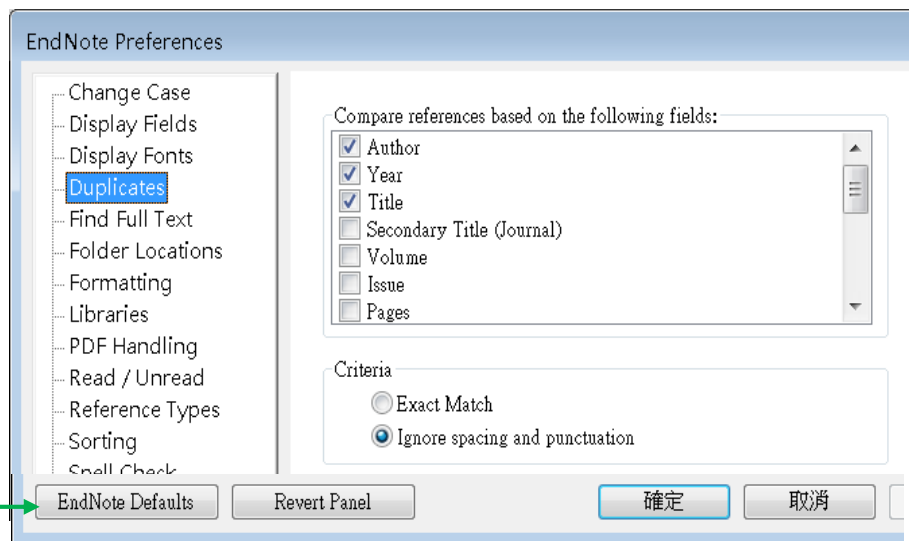 EndNote Preferences
Change Case
Display Fields
Display Fonts
Duplicates
Find Full Text
Folder Locations
Formatting
Libraries
PDF Handling
Read / Unread
Reference Types
Sorting
Spell Check
Compare references based on the following fields:
Author
Year
Title
Secondary Title (Journal)
Volume
Issue
Pages
Criteria
Exact Match
Ignore spacing and punctuation
EndNote Defaults
Revert Panel
確定
取消